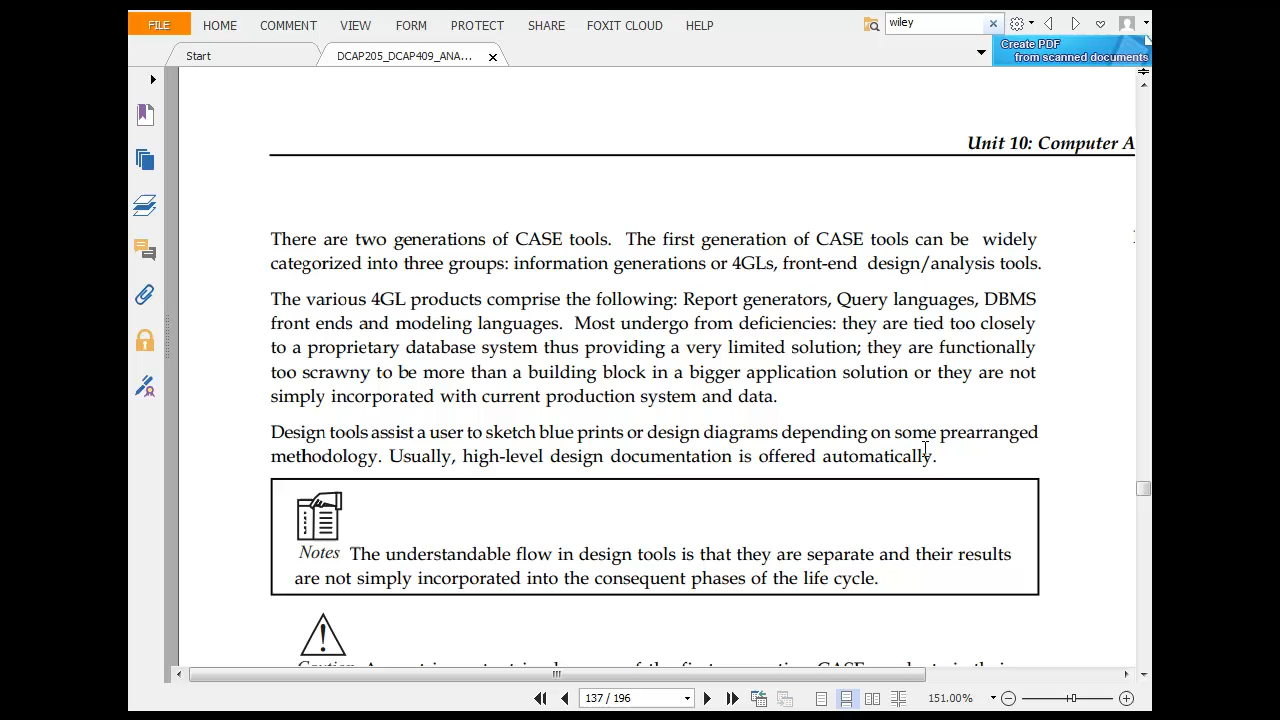 FILE HOME COMMENT VIEW FORM PROTECT SHARE FOXIT CLOUD HELP wiley
Start DCAP205_DCAP409_ANA...
Create PDF
from scanned documents
Unit 10: Computer A
There are two generations of CASE tools. The first generation of CASE tools can be widely
categorized into three groups: information generations or 4GLs, front-end design/analysis tools.
The various 4GL products comprise the following: Report generators, Query languages, DBMS
front ends and modeling languages. Most undergo from deficiencies: they are tied too closely
to a proprietary database system thus providing a very limited solution; they are functionally
too scrawny to be more than a building block in a bigger application solution or they are not
simply incorporated with current production system and data.
Design tools assist a user to sketch blue prints or design diagrams depending on some prearranged
methodology. Usually, high-level design documentation is offered automatically.
Notes The understandable flow in design tools is that they are separate and their results
are not simply incorporated into the consequent phases of the life cycle.
137 / 196 151.00%